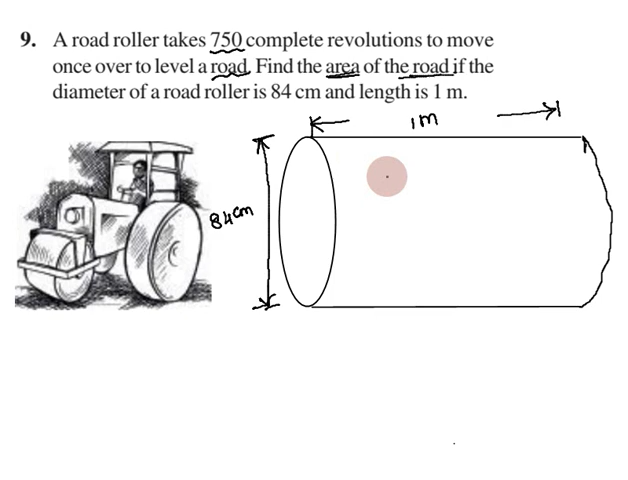 9. A road roller takes 750 complete revolutions to move
once over to level a road. Find the area of the road if the
diameter of a road roller is 84 cm and length is 1 m.
1m
84cm